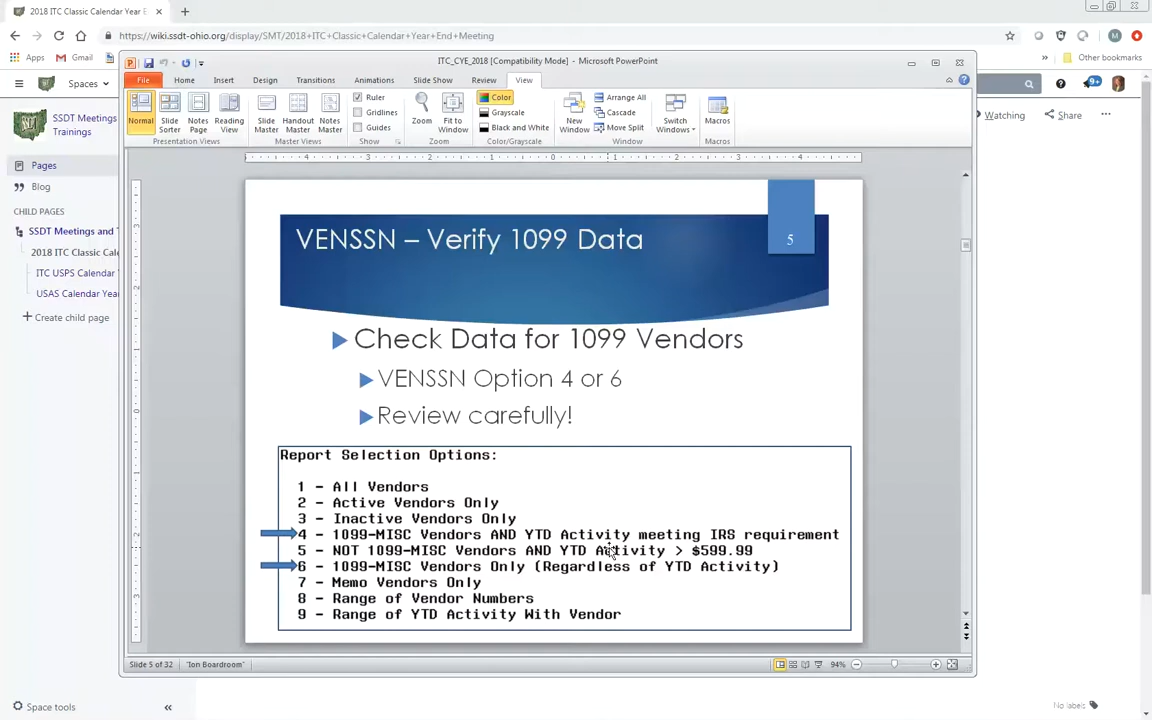 2018 ITC Classic Calendar Year E
https://wiki.ssdt-ohio.org/display/SMT/2018+ITC+Classic+Calendar+Year+End+Meeting
M
Apps
Gmail
Other bookmarks
ITC_CYE_2018 [Compatibility Mode] - Microsoft PowerPoint
File
Home
Insert
Design
Transitions
Animations
Slide Show
Review
View
Normal
Slide Sorter
Notes Page
Reading View
Presentation Views
Slide Master
Handout Master
Notes Master
Master Views
Ruler
Gridlines
Guides
Show
Zoom
Fit to Window
Zoom
Color
Grayscale
Black and White
Color/Grayscale
New Window
Arrange All
Cascade
Move Split
Window
Switch Windows
Macros
Macros
Spaces
9+
SSDT Meetings
Trainings
Watching
Share
Pages
Blog
CHILD PAGES
SSDT Meetings and T
2018 ITC Classic Cale
ITC USPS Calendar
USAS Calendar Year
Create child page
Space tools
No labels
VENSSN – Verify 1099 Data
5
Check Data for 1099 Vendors
VENSSN Option 4 or 6
Review carefully!
Report Selection Options:
1 - All Vendors
2 - Active Vendors Only
3 - Inactive Vendors Only
4 - 1099-MISC Vendors AND YTD Activity meeting IRS requirement
5 - NOT 1099-MISC Vendors AND YTD Activity > $599.99
6 - 1099-MISC Vendors Only (Regardless of YTD Activity)
7 - Memo Vendors Only
8 - Range of Vendor Numbers
9 - Range of YTD Activity With Vendor
Slide 5 of 32
"Ion Boardroom"
94%